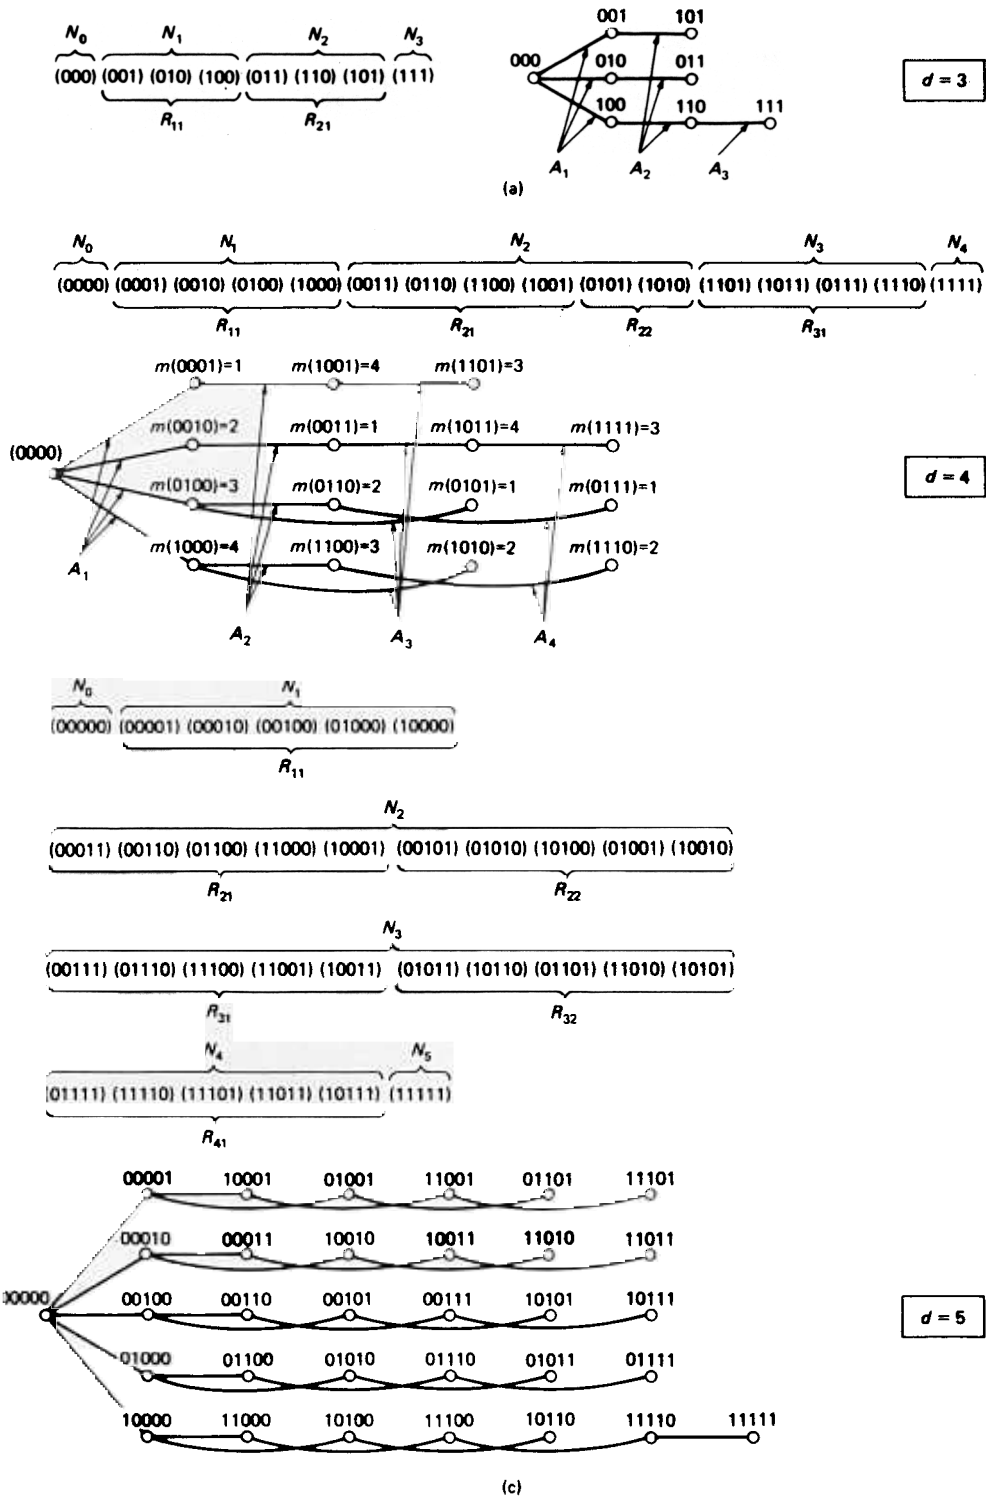 N0 N1 N2 N3
(000) (001) (010) (100) (011) (110) (101) (111)
R11 R21
001 101
000 010 011
100 110 111
A1 A2 A3
d = 3
(a)
N0 N1 N2 N3 N4
(0000) (0001) (0010) (0100) (1000) (0011) (0110) (1100) (1001) (0101) (1010) (1101) (1011) (0111) (1110) (1111)
R11 R21 R22 R31
m(0001)=1 m(1001)=4 m(1101)=3
m(0010)=2 m(0011)=1 m(1011)=4 m(1111)=3
(0000)
m(0100)=3 m(0110)=2 m(0101)=1 m(0111)=1
m(1000)=4 m(1100)=3 m(1010)=2 m(1110)=2
A1
A2 A3 A4
d = 4
N0 N1
(00000) (00001) (00010) (00100) (01000) (10000)
R11
N2
(00011) (00110) (01100) (11000) (10001) (00101) (01010) (10100) (01001) (10010)
R21 R22
N3
(00111) (01110) (11100) (11001) (10011) (01011) (10110) (01101) (11010) (10101)
R31 R32
N4 N5
(01111) (11110) (11101) (11011) (10111) (11111)
R41
00001 10001 01001 11001 01101 11101
00010 00011 10010 10011 11010 11011
00000 00100 00110 00101 00111 10101 10111
d = 5
01000 01100 01010 01110 01011 01111
10000 11000 10100 11100 10110 11110 11111
(c)